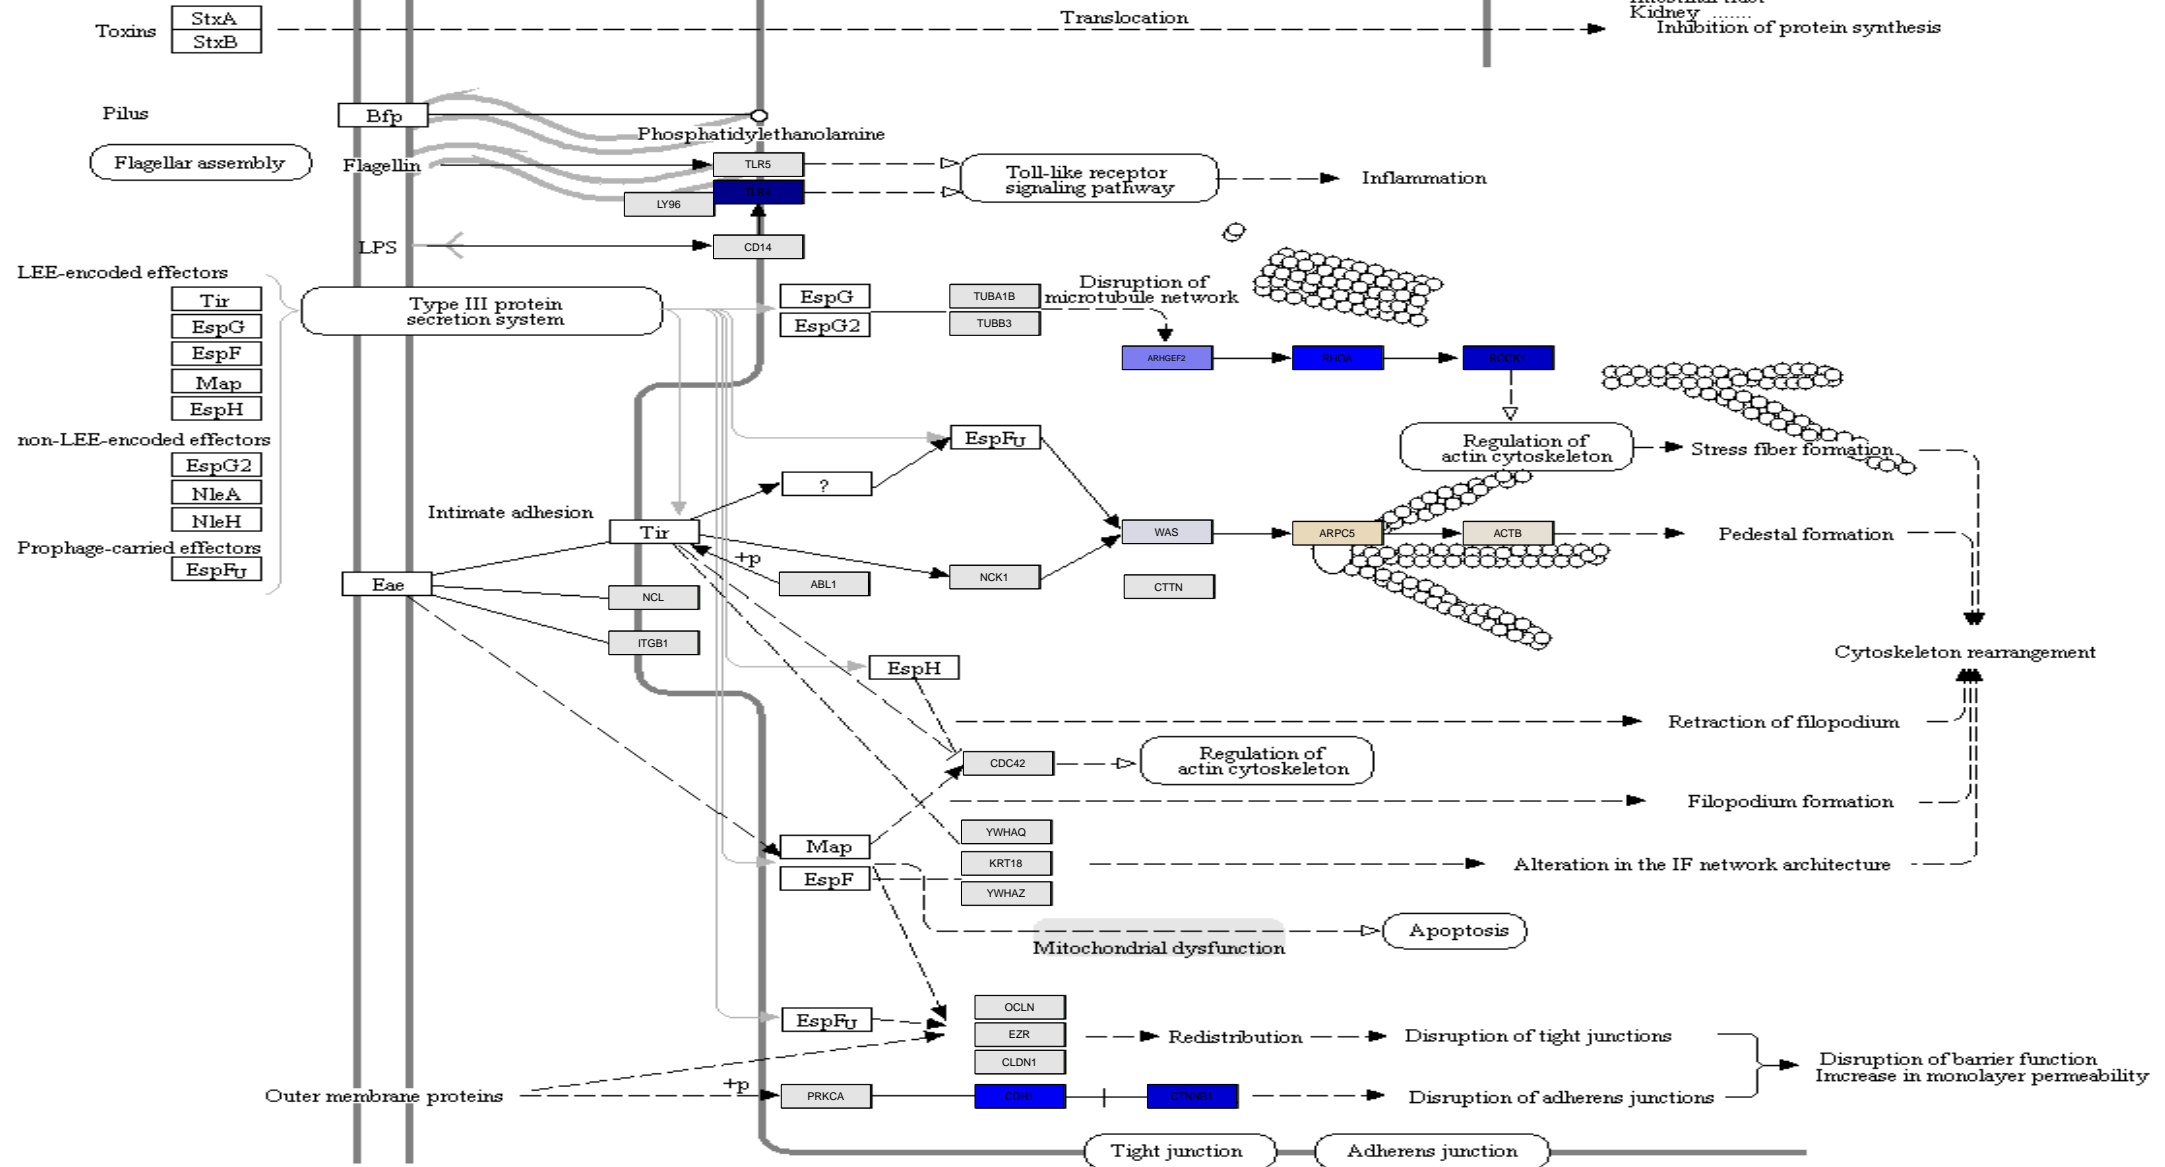 StxA
Toxins
StxB
Translocation
Kidney .......
Inhibition of protein synthesis
Pilus
Bfp
Phosphatidylethanolamine
Flagellar assembly
Flagellin
TLR5
TLR4
LY96
Toll-like receptor
signaling pathway
Inflammation
LPS
CD14
LEE-encoded effectors
Tir
EspG
EspF
Map
EspH
non-LEE-encoded effectors
EspG2
NleA
NleH
Prophage-carried effectors
EspFU
Type III protein
secretion system
EspG
EspG2
TUBA1B
TUBB3
Disruption of
microtubule network
ARHGEF2
RHOA
ROCK1
Regulation of
actin cytoskeleton
Stress fiber formation
EspFU
?
Intimate adhesion
Tir
+p
ABL1
NCK1
WAS
CTTN
ARPC5
ACTB
Pedestal formation
Eae
NCL
ITGB1
Cytoskeleton rearrangement
EspH
Retraction of filopodium
CDC42
Regulation of
actin cytoskeleton
Filopodium formation
Map
EspF
YWHAQ
KRT18
YWHAZ
Alteration in the IF network architecture
Mitochondrial dysfunction
Apoptosis
EspFU
OCLN
EZR
CLDN1
Redistribution
Disruption of tight junctions
Disruption of barrier function
Increase in monolayer permeability
Outer membrane proteins
+p
PRKCA
CDH1
CTNNB1
Disruption of adherens junctions
Tight junction
Adherens junction